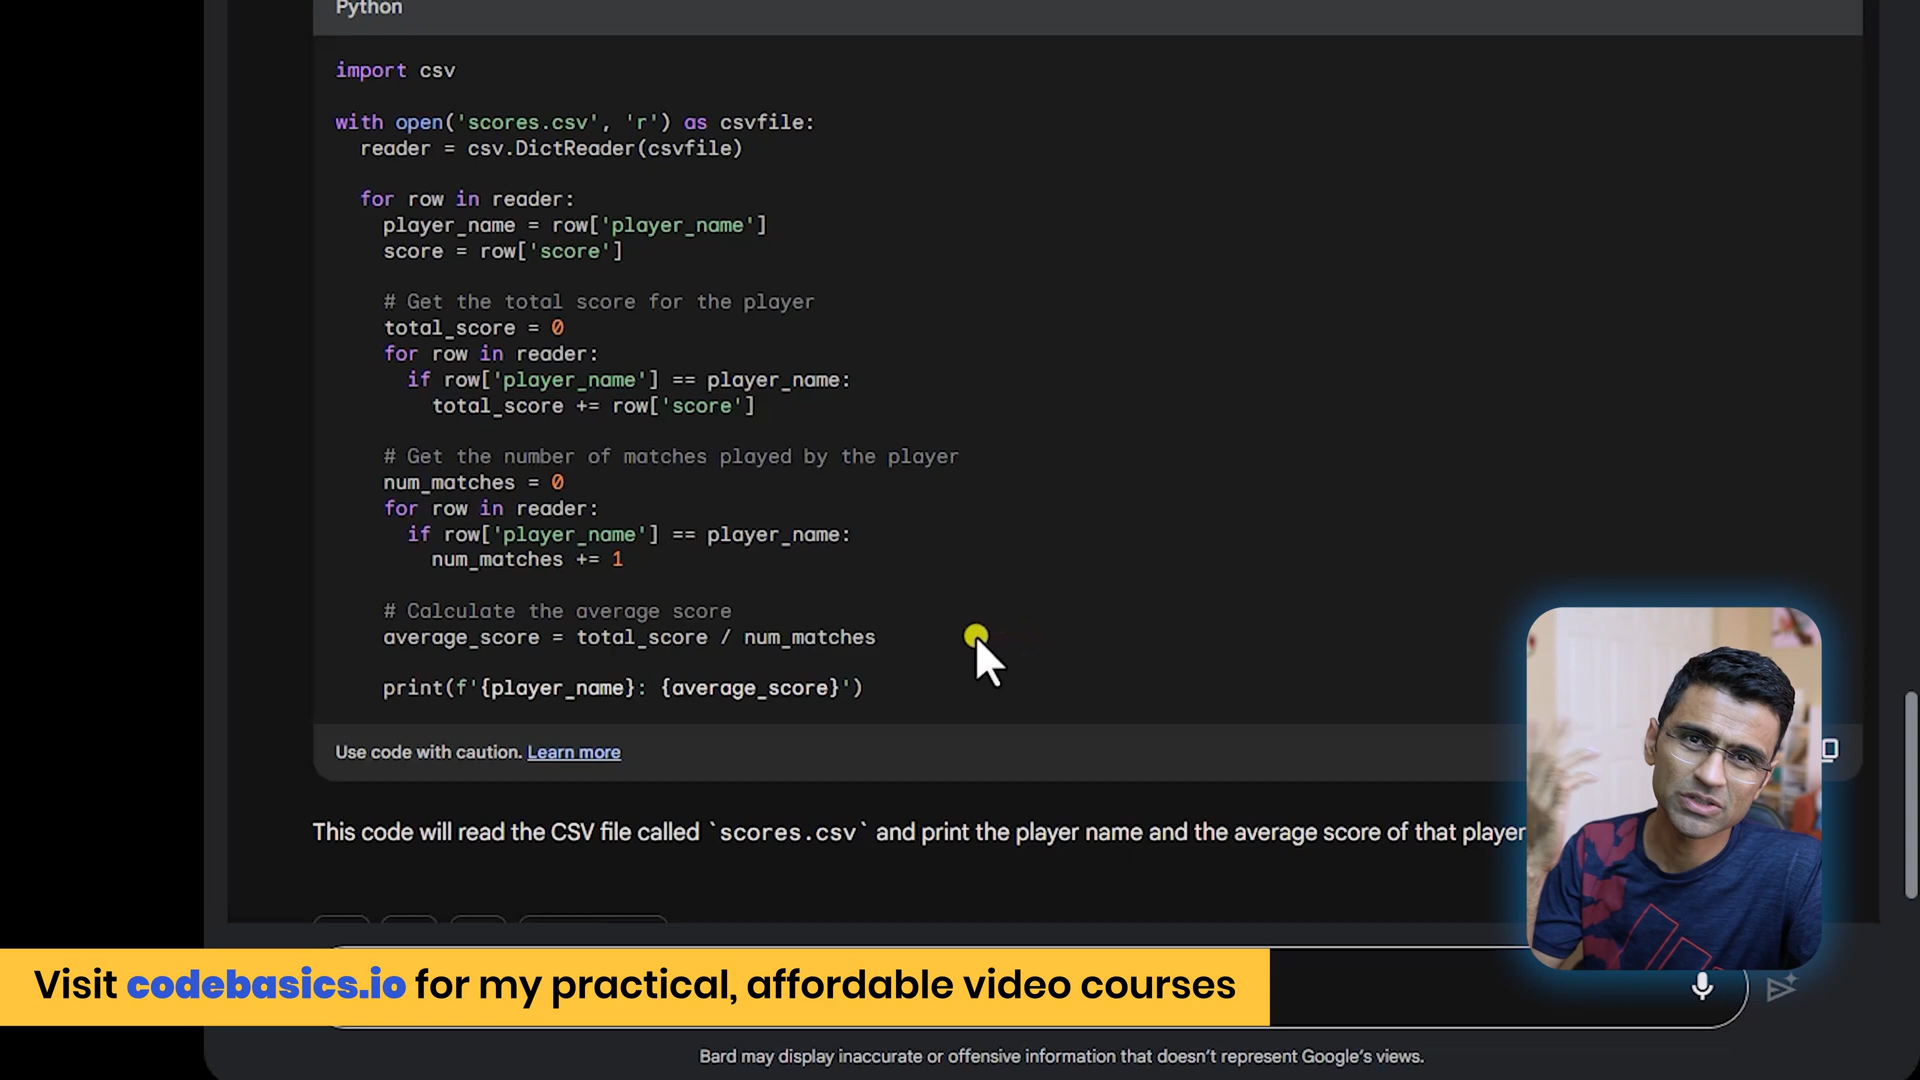 Python
import csv
with open('scores.csv', 'r') as csvfile:
reader = csv.DictReader(csvfile)
for row in reader:
player_name = row['player_name']
score = row['score']
# Get the total score for the player
total_score = 0
for row in reader:
if row['player_name'] == player_name:
total_score += row['score']
# Get the number of matches played by the player
num_matches = 0
for row in reader:
if row['player_name'] == player_name:
num_matches += 1
# Calculate the average score
average_score = total_score / num_matches
print(f'{player_name}: {average_score}')
Use code with caution. Learn more
This code will read the CSV file called `scores.csv` and print the player name and the average score of that player
Visit codebasics.io for my practical, affordable video courses
Bard may display inaccurate or offensive information that doesn't represent Google's views.